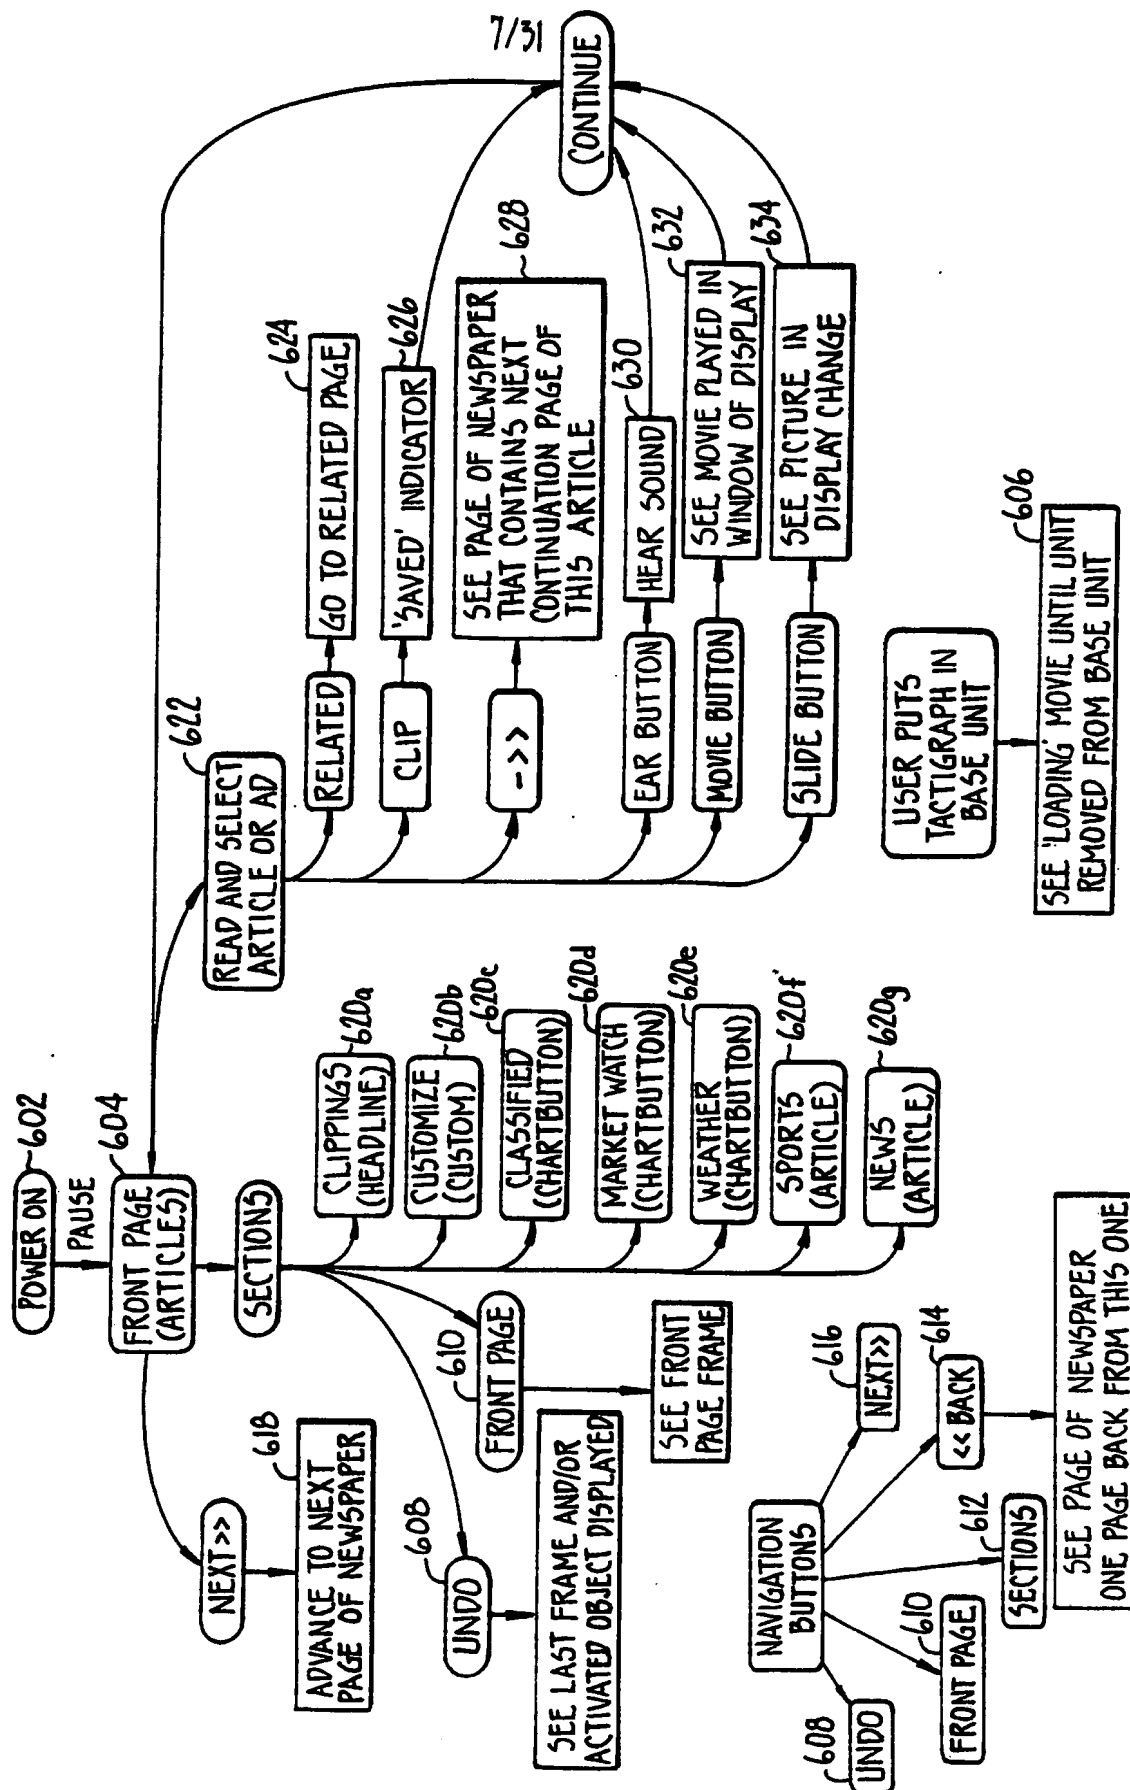 7/31
POWER ON
602
PAUSE
FRONT PAGE
(ARTICLES)
604
SECTIONS
NEXT>>
ADVANCE TO NEXT
PAGE OF NEWSPAPER
618
UNDO
608
SEE LAST FRAME AND/OR
ACTIVATED OBJECT DISPLAYED
FRONT PAGE
610
SEE FRONT
PAGE FRAME
CLIPPINGS
(HEADLINE)
620a
CUSTOMIZE
(CUSTOM)
620b
CLASSIFIED
(CHARTBUTTON)
620c
MARKET WATCH
(CHARTBUTTON)
620d
WEATHER
(CHARTBUTTON)
620e
SPORTS
(ARTICLE)
620f
NEWS
(ARTICLE)
620g
READ AND SELECT
ARTICLE OR AD
622
RELATED
GO TO RELATED PAGE
624
CLIP
'SAVED' INDICATOR
626
->>
SEE PAGE OF NEWSPAPER
THAT CONTAINS NEXT
CONTINUATION PAGE OF
THIS ARTICLE
628
EAR BUTTON
HEAR SOUND
630
MOVIE BUTTON
SEE MOVIE PLAYED IN
WINDOW OF DISPLAY
632
SLIDE BUTTON
SEE PICTURE IN
DISPLAY CHANGE
634
CONTINUE
NAVIGATION
BUTTONS
608
UNDO
FRONT PAGE
610
SECTIONS
612
<< BACK
614
NEXT>>
616
SEE PAGE OF NEWSPAPER
ONE PAGE BACK FROM THIS ONE
USER PUTS
TACTIGRAPH IN
BASE UNIT
SEE 'LOADING' MOVIE UNTIL UNIT
REMOVED FROM BASE UNIT
606